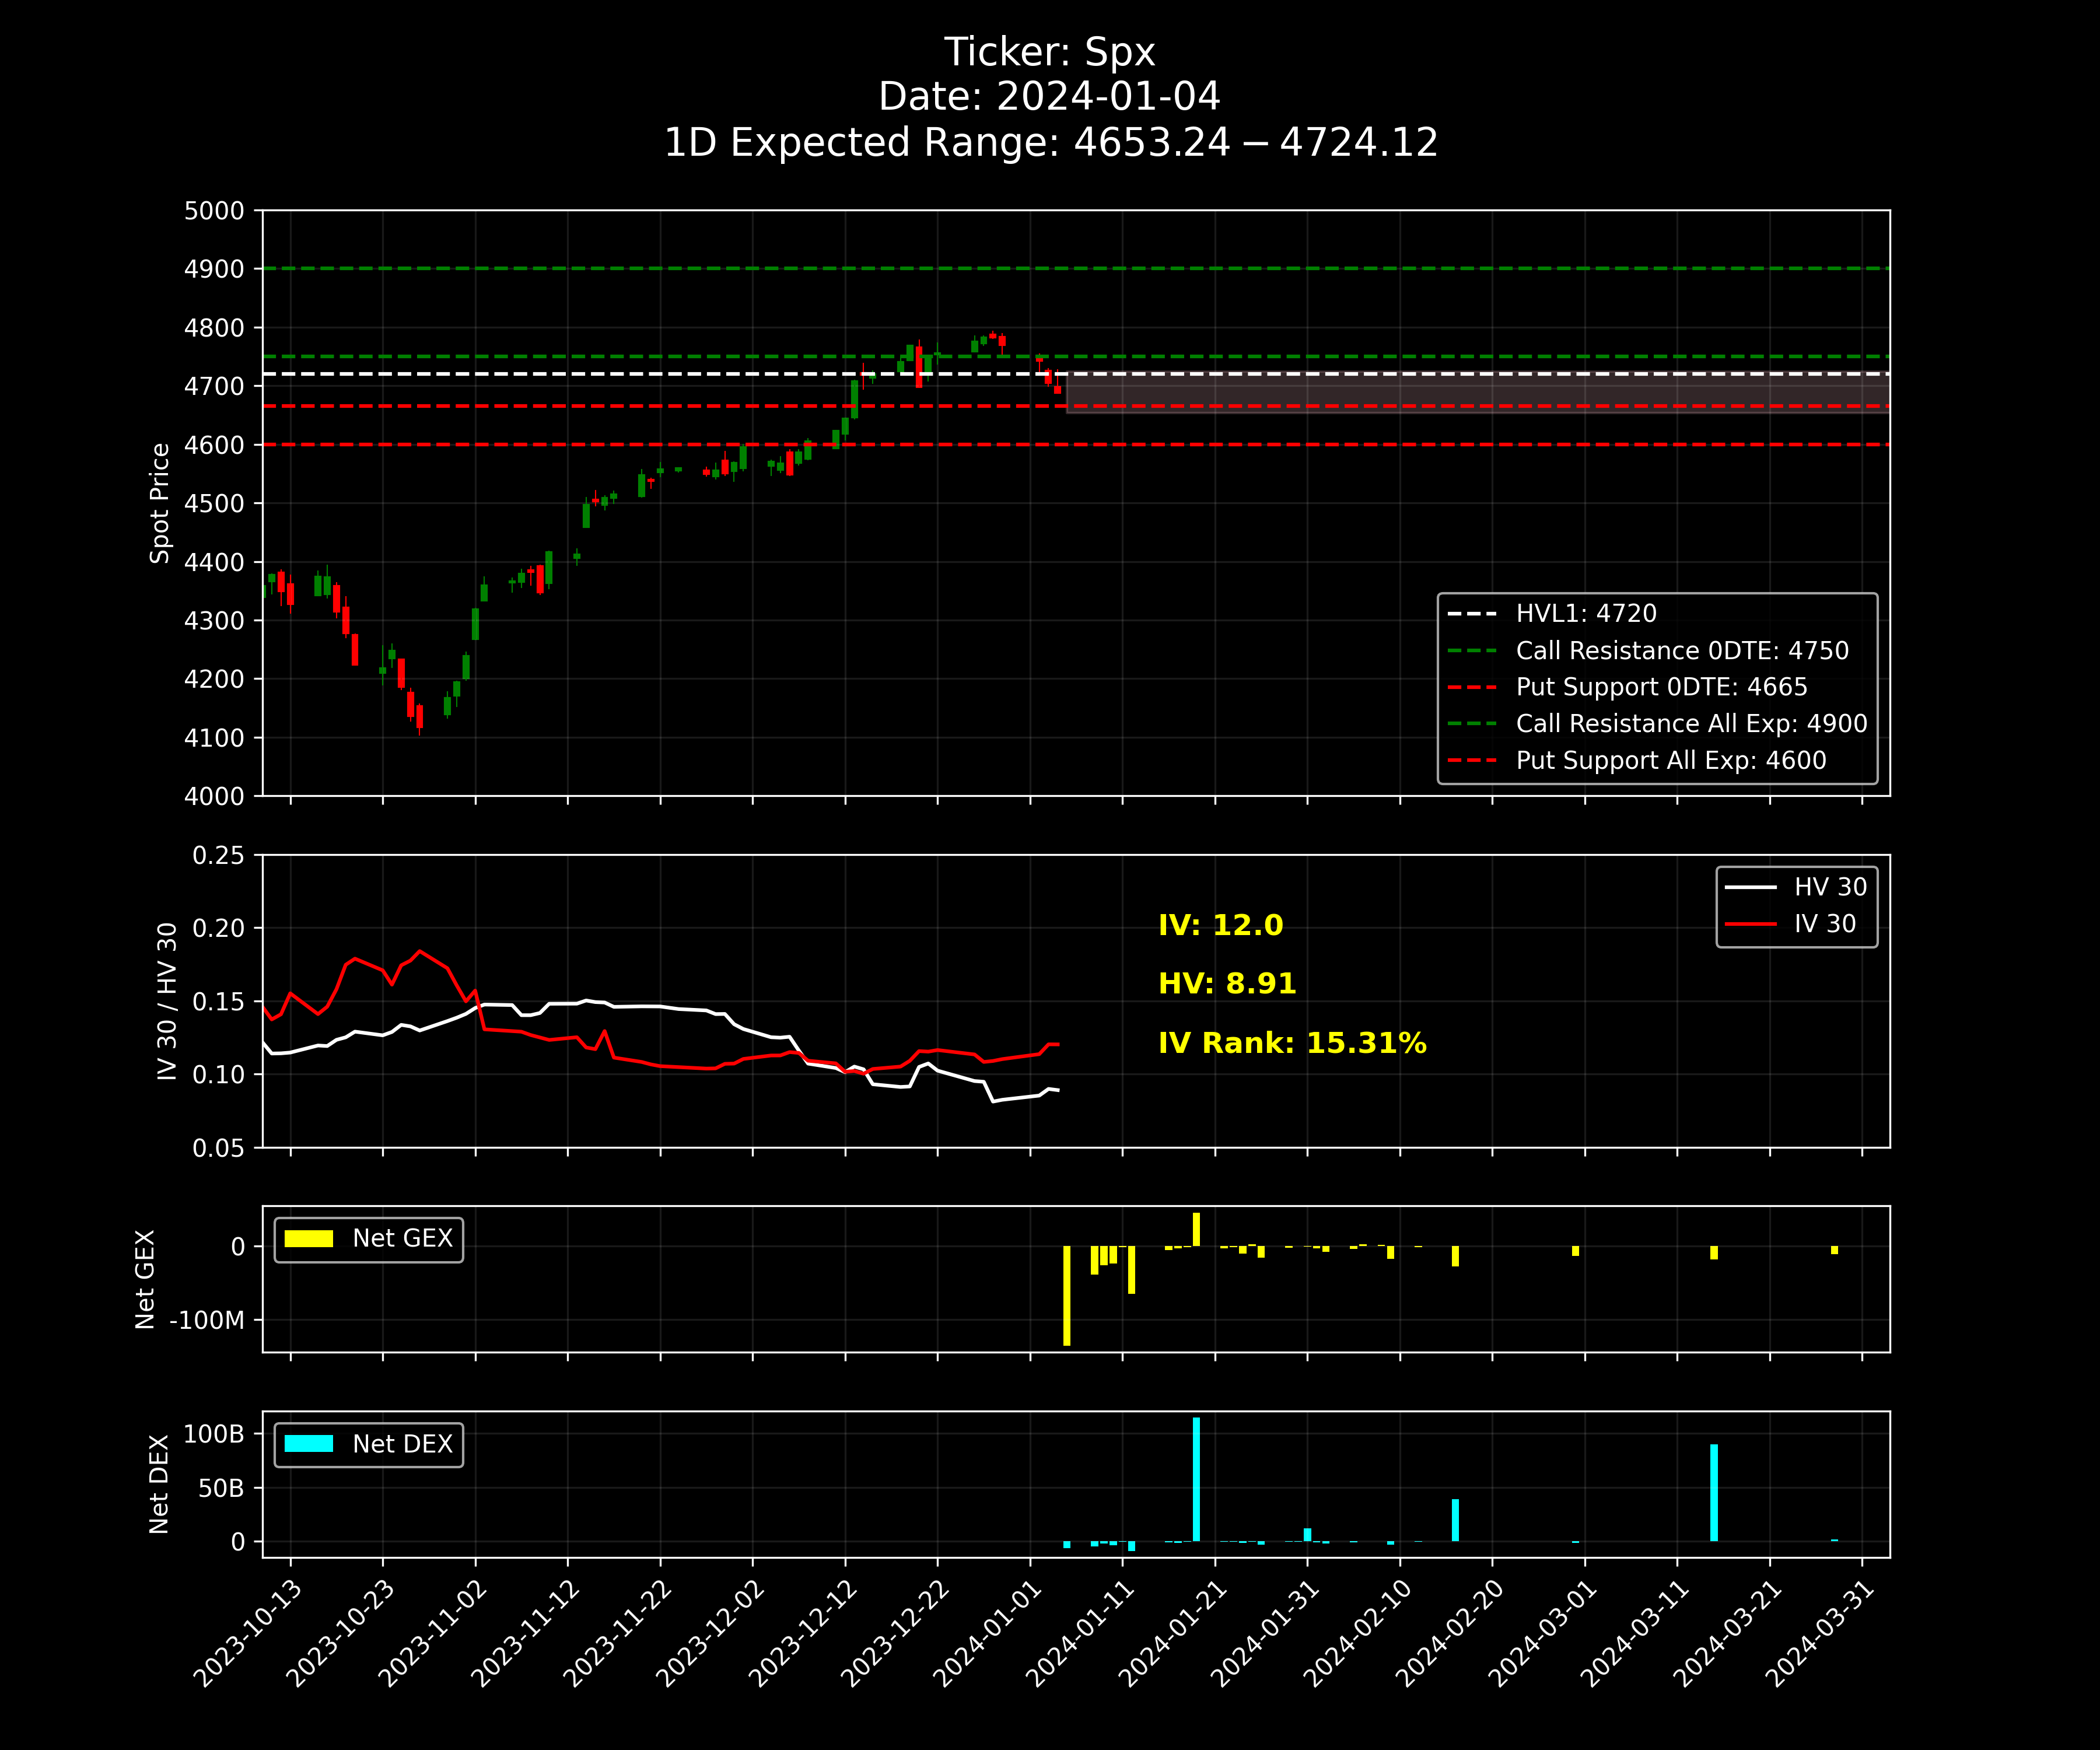 Ticker: Spx
Date: 2024-01-04
1D Expected Range: 4653.24 − 4724.12
5000
4900
4800
4700
4600
4500
4400
4300
4200
4100
4000
Spot Price
HVL1: 4720
Call Resistance 0DTE: 4750
Put Support 0DTE: 4665
Call Resistance All Exp: 4900
Put Support All Exp: 4600
0.25
0.20
0.15
0.10
0.05
IV 30 / HV 30
IV: 12.0
HV: 8.91
IV Rank: 15.31%
HV 30
IV 30
Net GEX
0
-100M
Net GEX
Net DEX
100B
50B
0
Net DEX
2023-10-13
2023-10-23
2023-11-02
2023-11-12
2023-11-22
2023-12-02
2023-12-12
2023-12-22
2024-01-01
2024-01-11
2024-01-21
2024-01-31
2024-02-10
2024-02-20
2024-03-01
2024-03-11
2024-03-21
2024-03-31